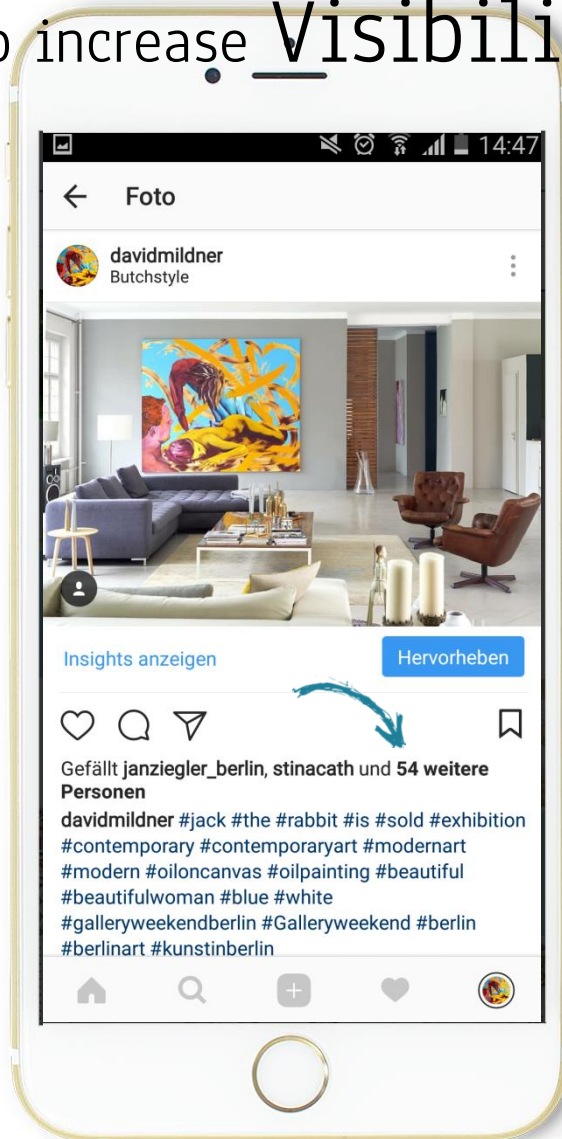 increase Visibili
14:47
Foto
davidmildner
Butchstyle
Insights anzeigen
Hervorheben
Gefällt janziegler_berlin, stinacath und 54 weitere
Personen
davidmildner #jack #the #rabbit #is #sold #exhibition
#contemporary #contemporaryart #modernart
#modern #oiloncanvas #oilpainting #beautiful
#beautifulwoman #blue #white
#galleryweekendberlin #Galleryweekend #berlin
#berlinart #kunstinberlin